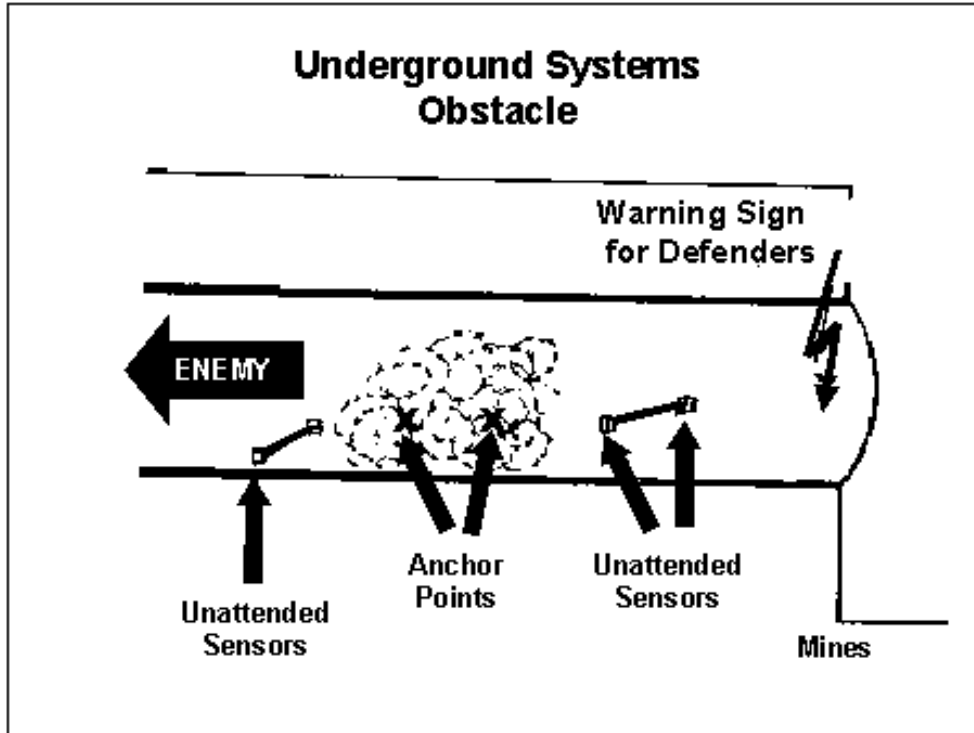 Underground Systems
Obstacle
Warning Sign
for Defenders
ENEMY
Unattended
Sensors
Anchor
Points
Unattended
Sensors
Mines